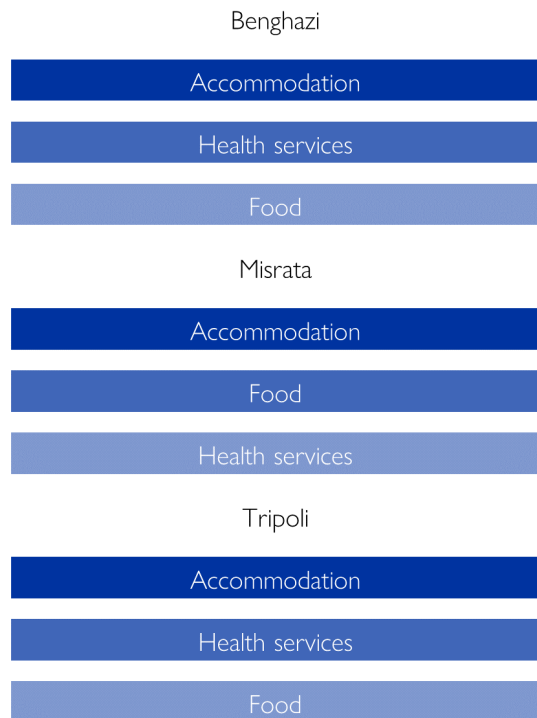 Benghazi
Accommodation
Health services
Food
Misrata
Accommodation
Food
Health services
Tripoli
Accommodation
Health services
Food